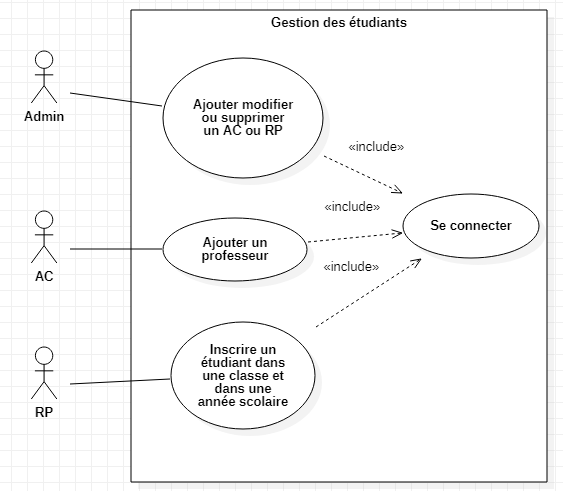 Gestion des étudiants
Admin
Ajouter modifier
ou supprimer
un AC ou RP
«include»
«include»
Se connecter
AC
Ajouter un
professeur
«include»
RP
Inscrire un
étudiant dans
une classe et
dans une
année scolaire